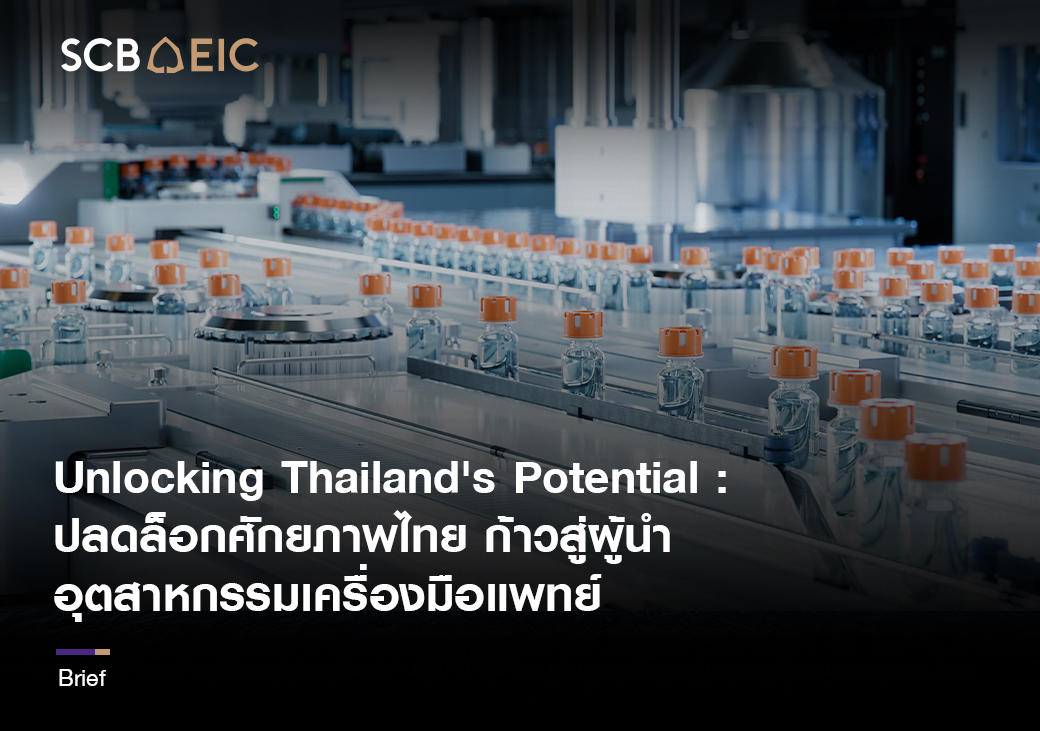 SCB EIC
Unlocking Thailand's Potential :
ปลดล็อกศักยภาพไทย ก้าวสู่ผู้นำ
อุตสาหกรรมเครื่องมือแพทย์
Brief